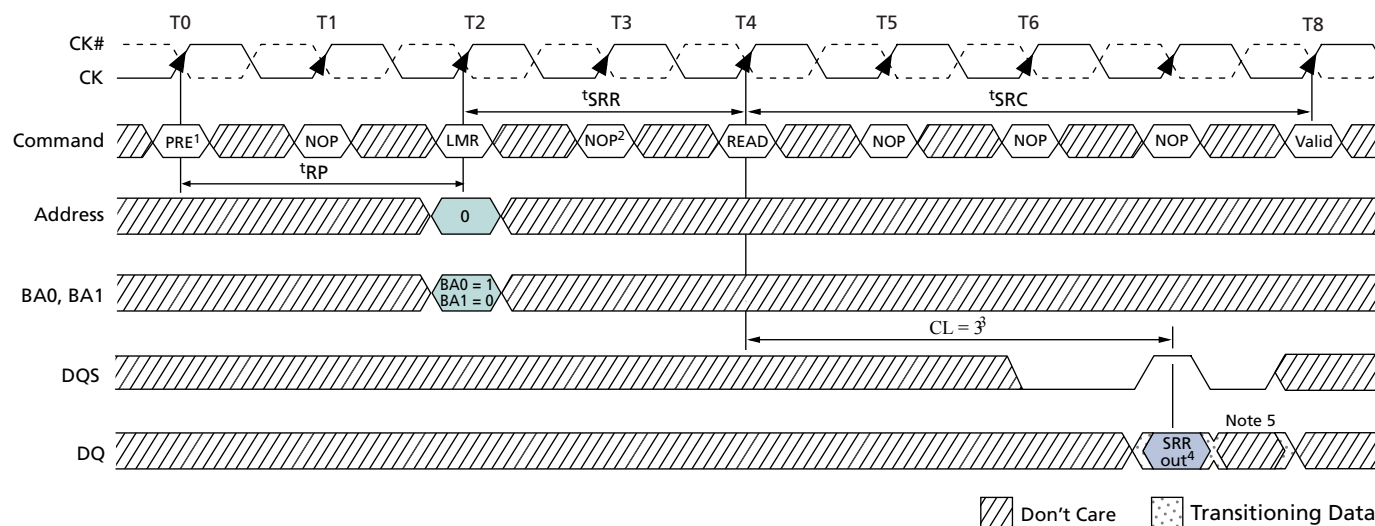 T0 T1 T2 T3 T4 T5 T6 T8
CK#
CK
tSRR tSRC
Command PRE1 NOP LMR NOP2 READ NOP NOP NOP Valid
tRP
Address 0
BA0, BA1 BA0 = 1
BA1 = 0
CL = 33
DQS
Note 5
DQ SRR
out4
Don't Care Transitioning Data